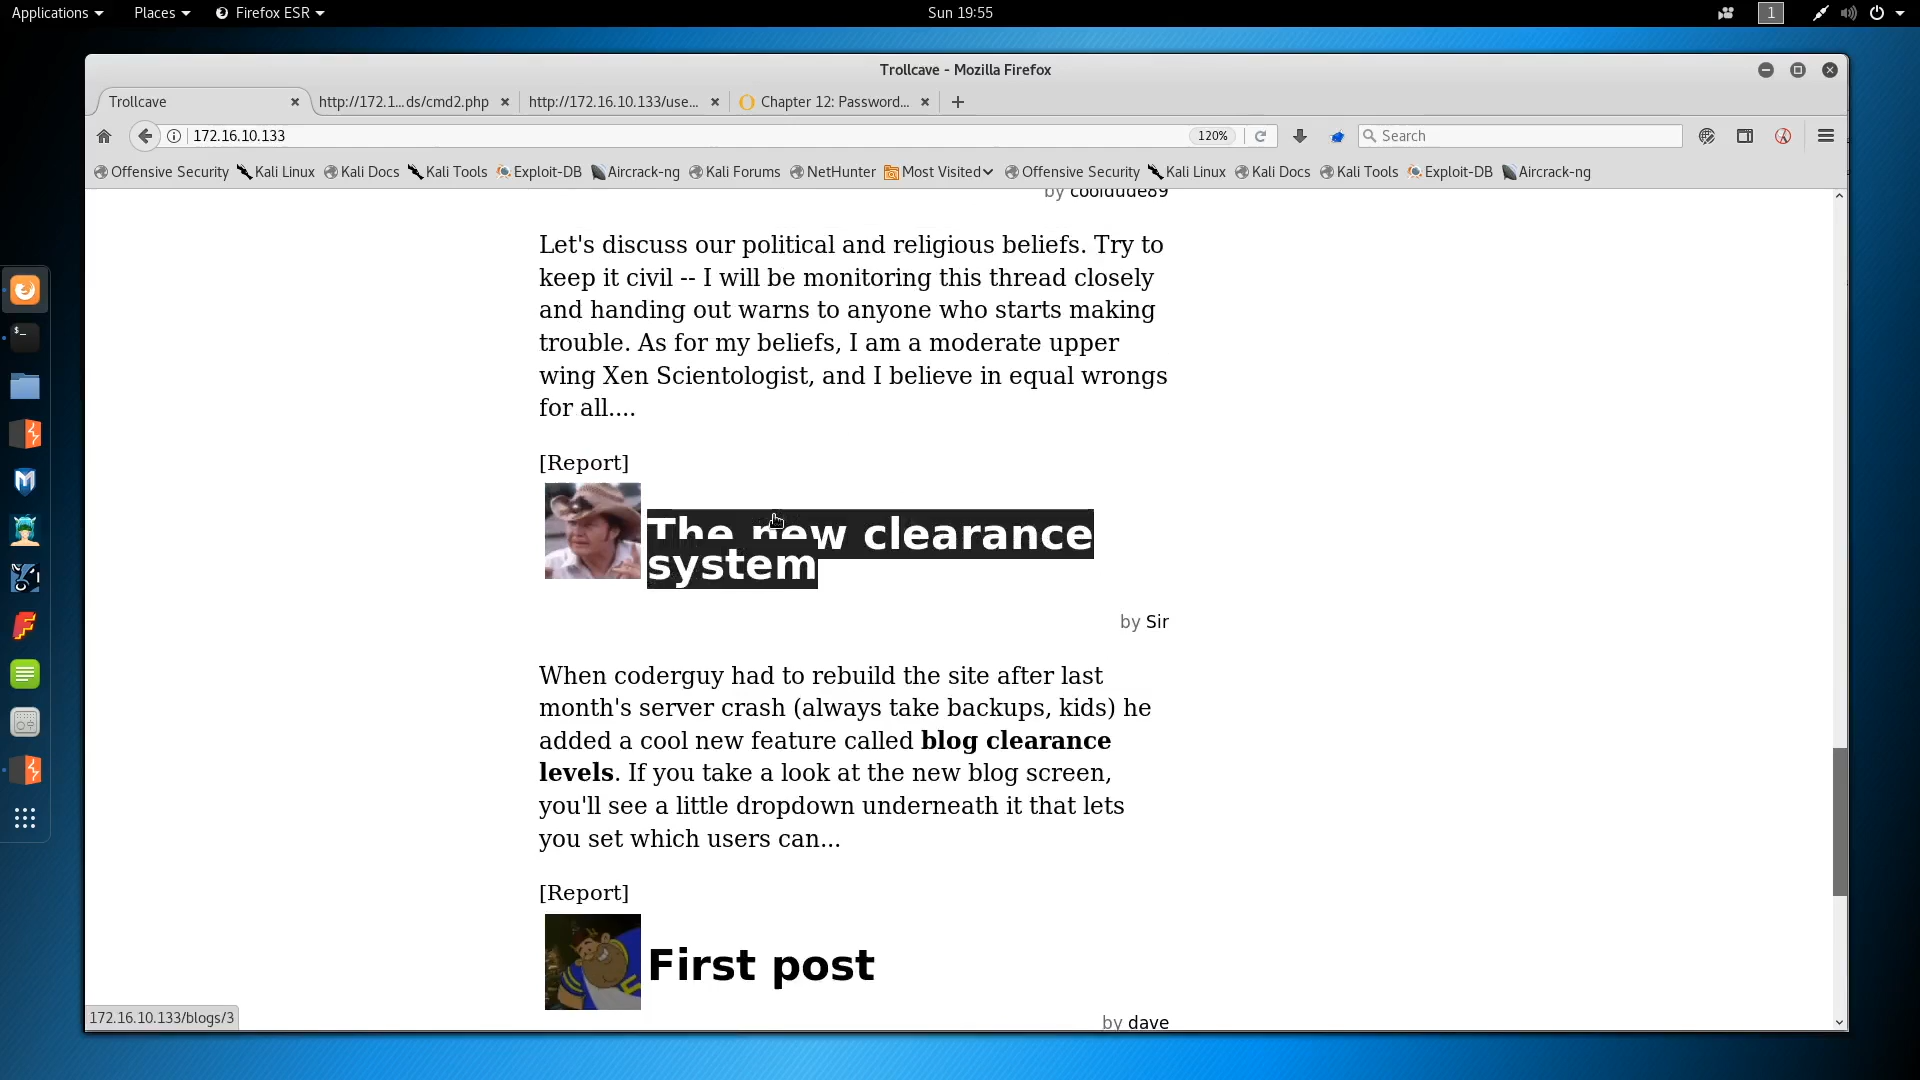 Applications
Places
Firefox ESR
Sun 19:55
1
Trollcave - Mozilla Firefox
Trollcave
http://172.1...ds/cmd2.php
http://172.16.10.133/use...
Chapter 12: Password...
172.16.10.133
120%
Search
Offensive Security
Kali Linux
Kali Docs
Kali Tools
Exploit-DB
Aircrack-ng
Kali Forums
NetHunter
Most Visited
Offensive Security
Kali Linux
Kali Docs
Kali Tools
Exploit-DB
Aircrack-ng
by cooldude89
Let's discuss our political and religious beliefs. Try to
keep it civil -- I will be monitoring this thread closely
and handing out warns to anyone who starts making
trouble. As for my beliefs, I am a moderate upper
wing Xen Scientologist, and I believe in equal wrongs
for all....
[Report]
The new clearance
system
by Sir
When coderguy had to rebuild the site after last
month's server crash (always take backups, kids) he
added a cool new feature called blog clearance
levels. If you take a look at the new blog screen,
you'll see a little dropdown underneath it that lets
you set which users can...
[Report]
First post
by dave
172.16.10.133/blogs/3